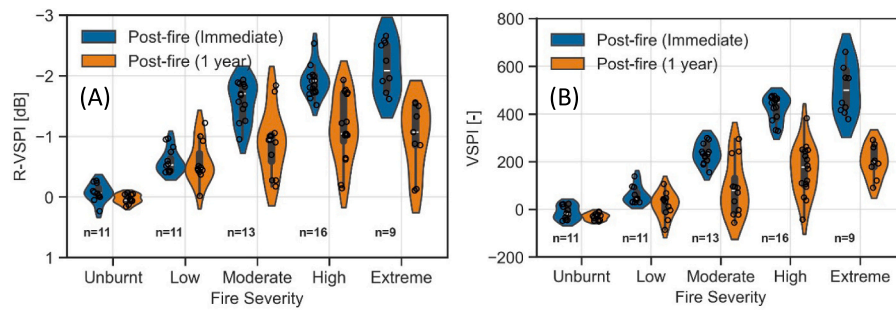 −3
−2
−1
0
1
R-VSPI [dB]
Post-fire (Immediate)
Post-fire (1 year)
(A)
n=11
n=11
n=13
n=16
n=9
Unburnt
Low
Moderate
High
Extreme
Fire Severity
800
600
400
200
0
−200
VSPI [-]
Post-fire (Immediate)
Post-fire (1 year)
(B)
n=11
n=11
n=13
n=16
n=9
Unburnt
Low
Moderate
High
Extreme
Fire Severity